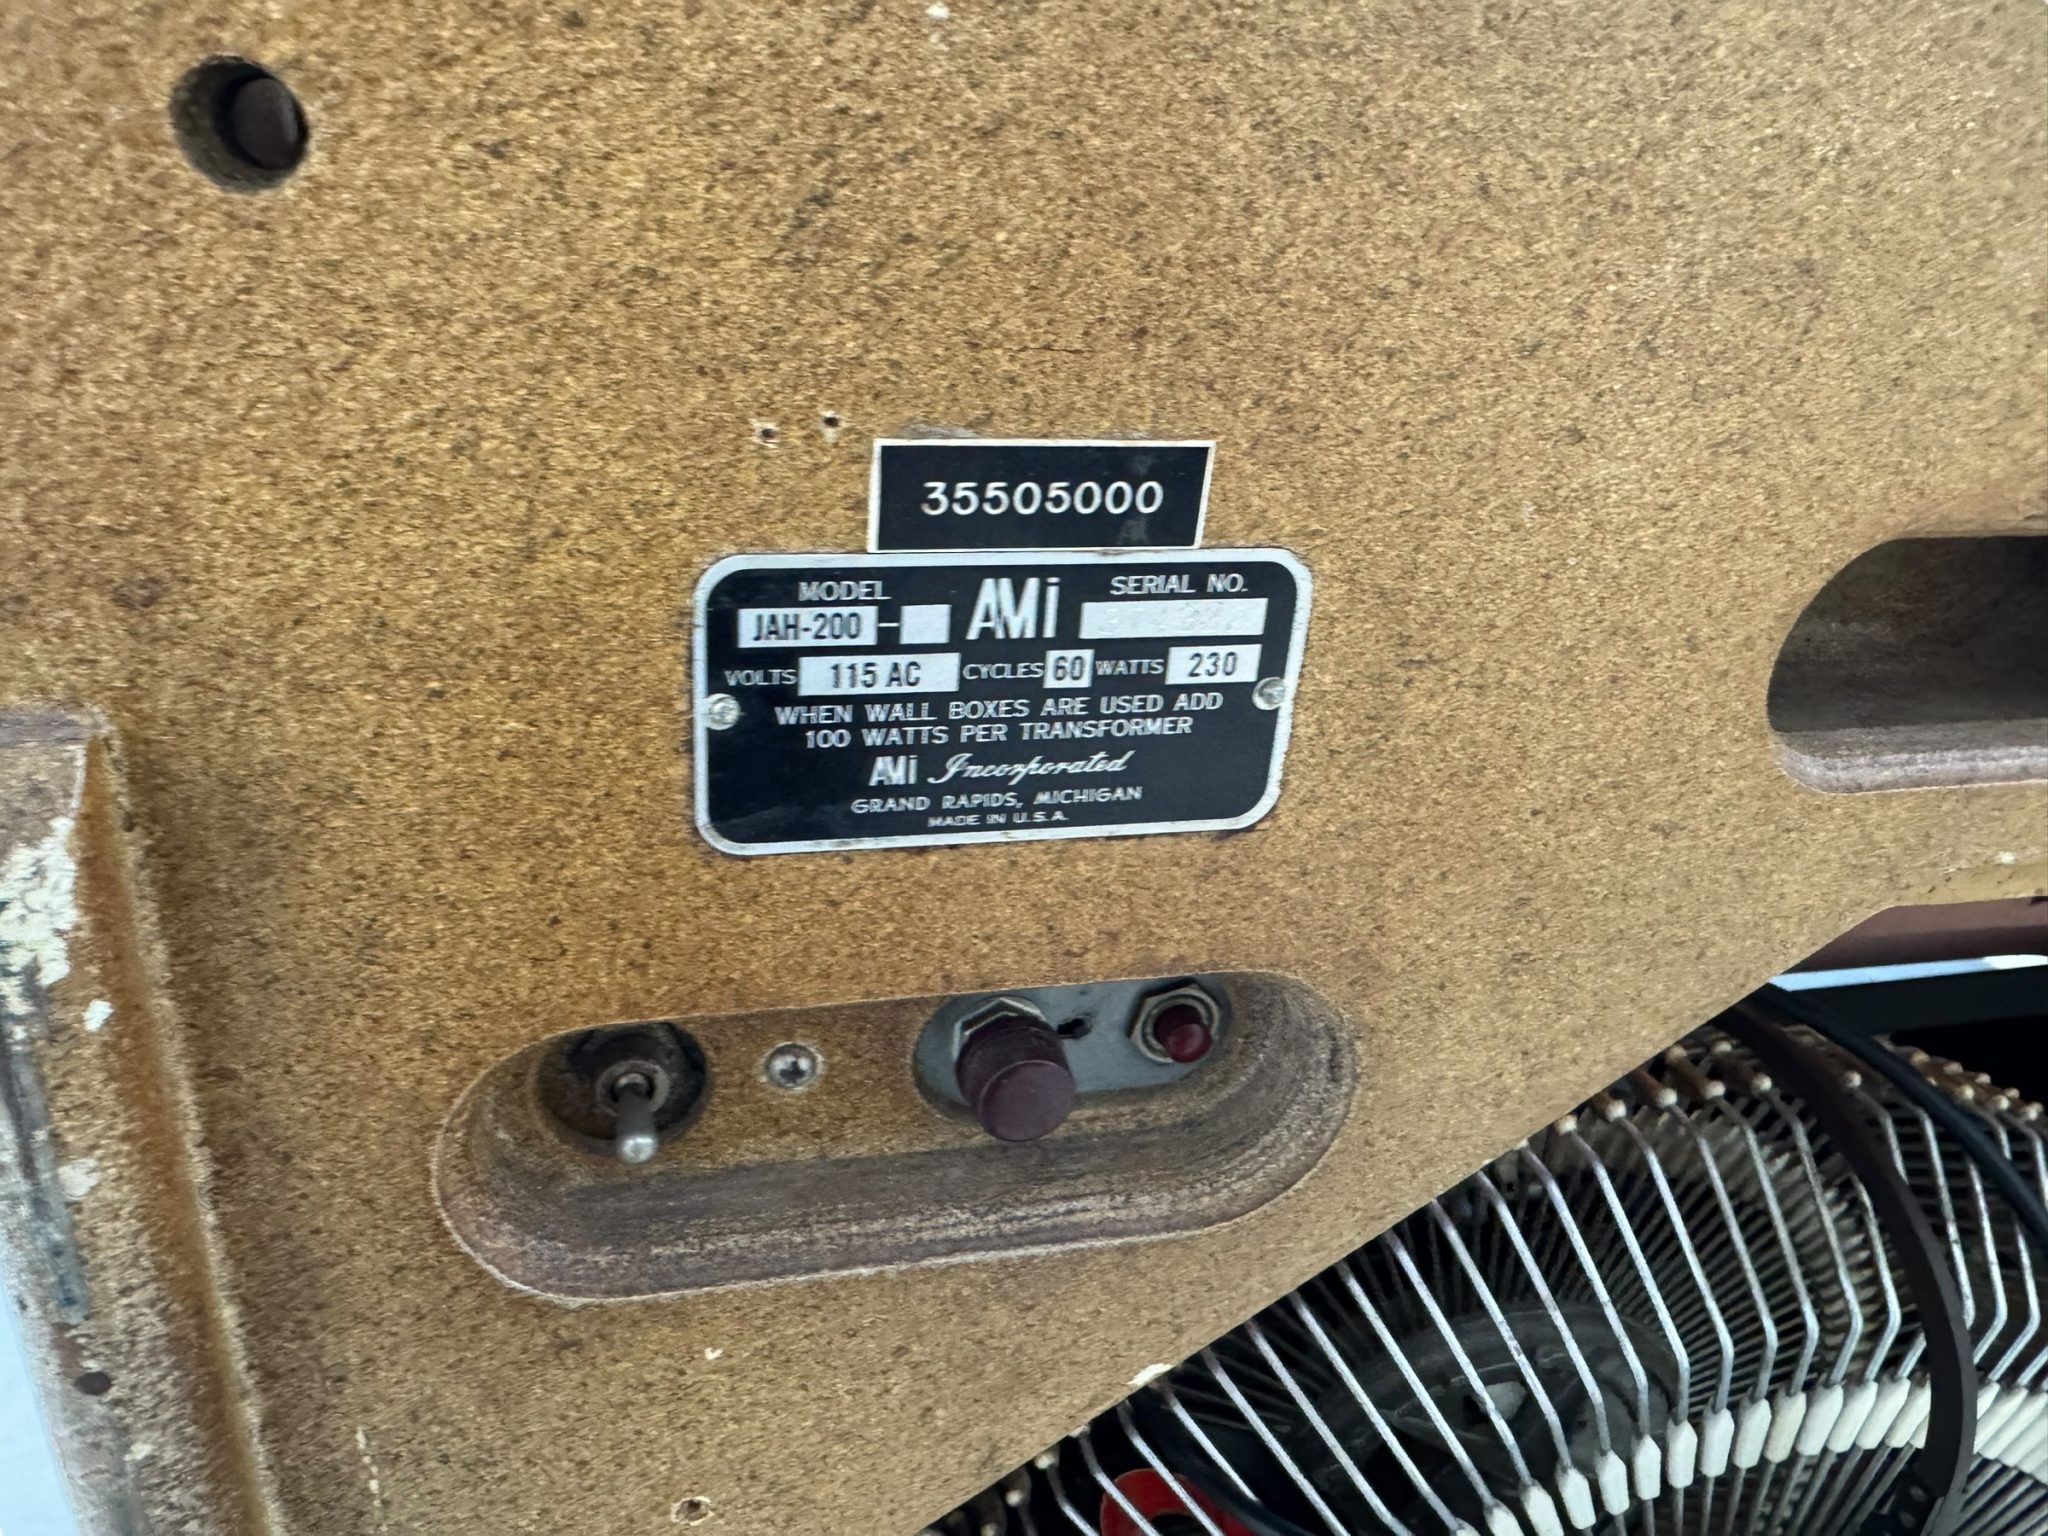 35505000
MODEL AMi SERIAL NO.
JAH-200 -
VOLTS 115 AC CYCLES 60 WATTS 230
WHEN WALL BOXES ARE USED ADD
100 WATTS PER TRANSFORMER
AMi Incorporated
GRAND RAPIDS, MICHIGAN
MADE IN U.S.A.